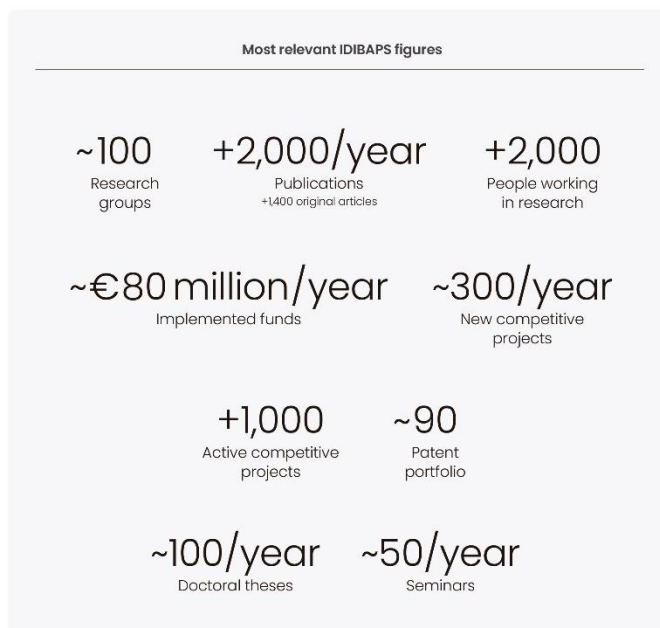 Most relevant IDIBAPS figures
~100
Research
groups
+2,000/year
Publications
+1,400 original articles
+2,000
People working
in research
~€80 million/year
Implemented funds
~300/year
New competitive
projects
+1,000
Active competitive
projects
~90
Patent
portfolio
~100/year
Doctoral theses
~50/year
Seminars